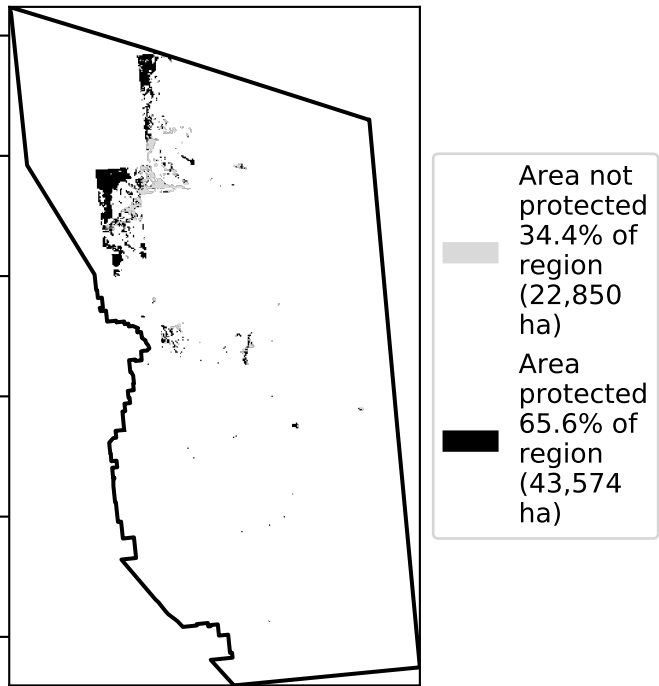 Area not
protected
34.4% of
region
(22,850
ha)
Area
protected
65.6% of
region
(43,574
ha)